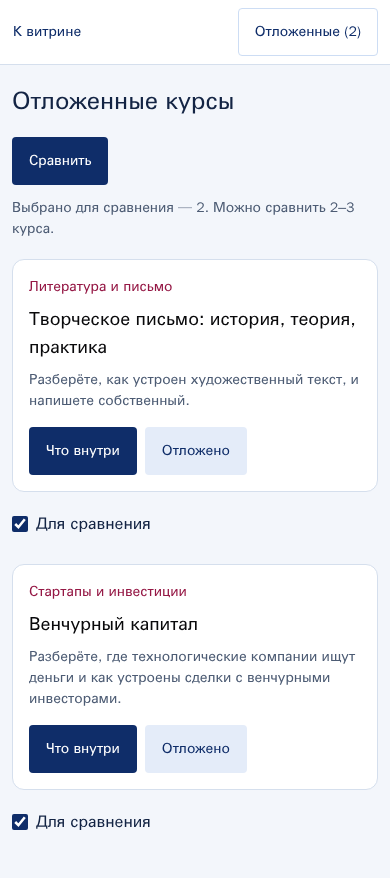 К витрине
Отложенные (2)
Отложенные курсы
Сравнить
Выбрано для сравнения — 2. Можно сравнить 2–3
курса.
Литература и письмо
Творческое письмо: история, теория,
практика
Разберёте, как устроен художественный текст, и
напишете собственный.
Что внутри
Отложено
Для сравнения
Стартапы и инвестиции
Венчурный капитал
Разберёте, где технологические компании ищут
деньги и как устроены сделки с венчурными
инвесторами.
Что внутри
Отложено
Для сравнения